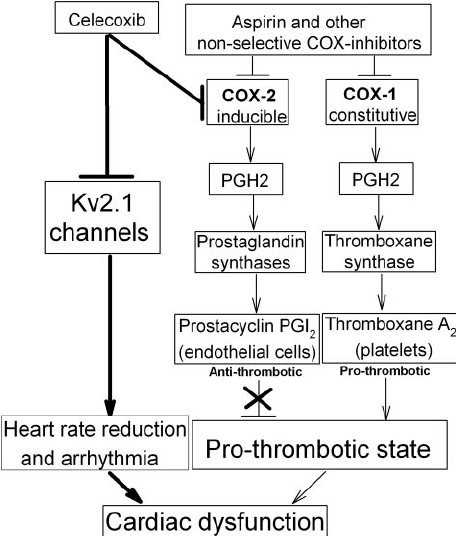 Celecoxib
Aspirin and other
non-selective COX-inhibitors
COX-2
inducible
COX-1
constitutive
PGH2
PGH2
Kv2.1
channels
Prostaglandin
synthases
Thromboxane
synthase
Prostacyclin PGI₂
(endothelial cells)
Anti-thrombotic
Thromboxane A₂
(platelets)
Pro-thrombotic
Heart rate reduction
and arrhythmia
Pro-thrombotic state
Cardiac dysfunction